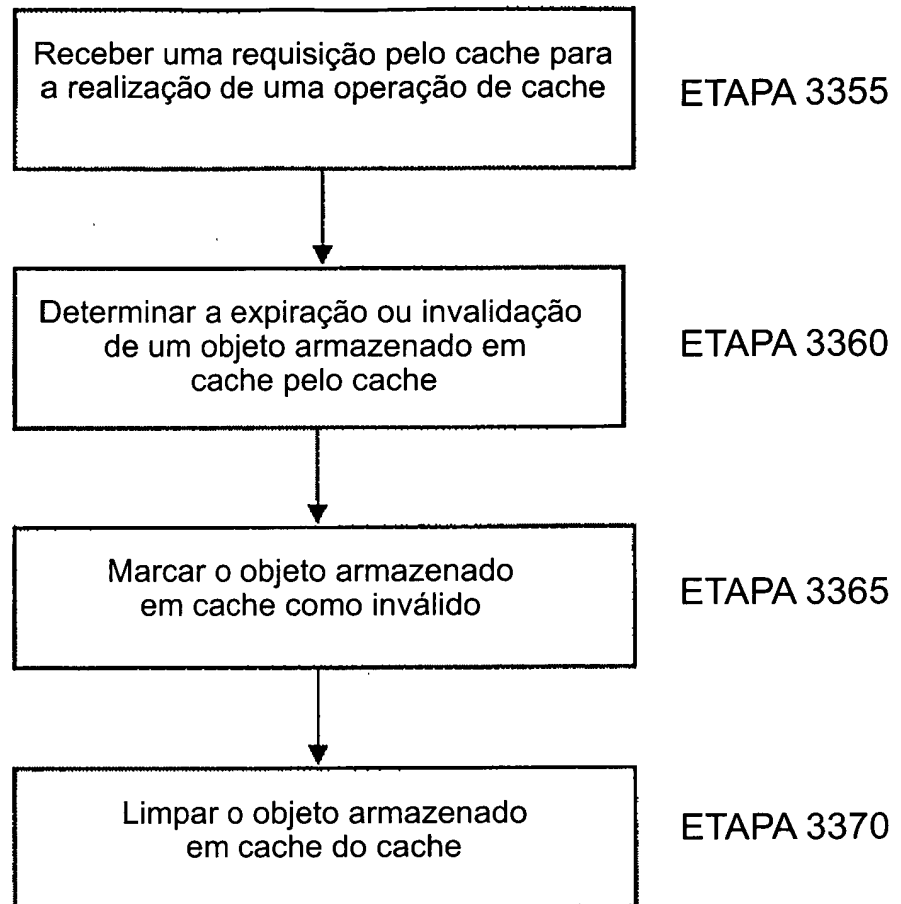 Receber uma requisição pelo cache para
a realização de uma operação de cache
ETAPA 3355
Determinar a expiração ou invalidação
de um objeto armazenado em
cache pelo cache
ETAPA 3360
Marcar o objeto armazenado
em cache como inválido
ETAPA 3365
Limpar o objeto armazenado
em cache do cache
ETAPA 3370